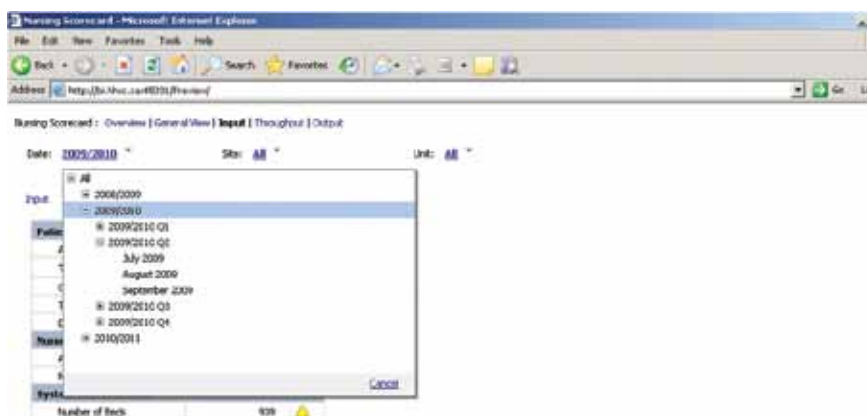 Nursing Scorecard - Microsoft Internet Explorer
File Edit View Favorites Tools Help
Back Search Favorites
Address Go
Nursing Scorecard : Overview | General View | Input | Throughput | Output
Date: 2009/2010 Site: All Unit: All
All
2008/2009
Input
2009/2010
2009/2010 Q1
2009/2010 Q2
July 2009
August 2009
September 2009
2009/2010 Q3
2009/2010 Q4
2010/2011
Cancel
Number of Beds 939